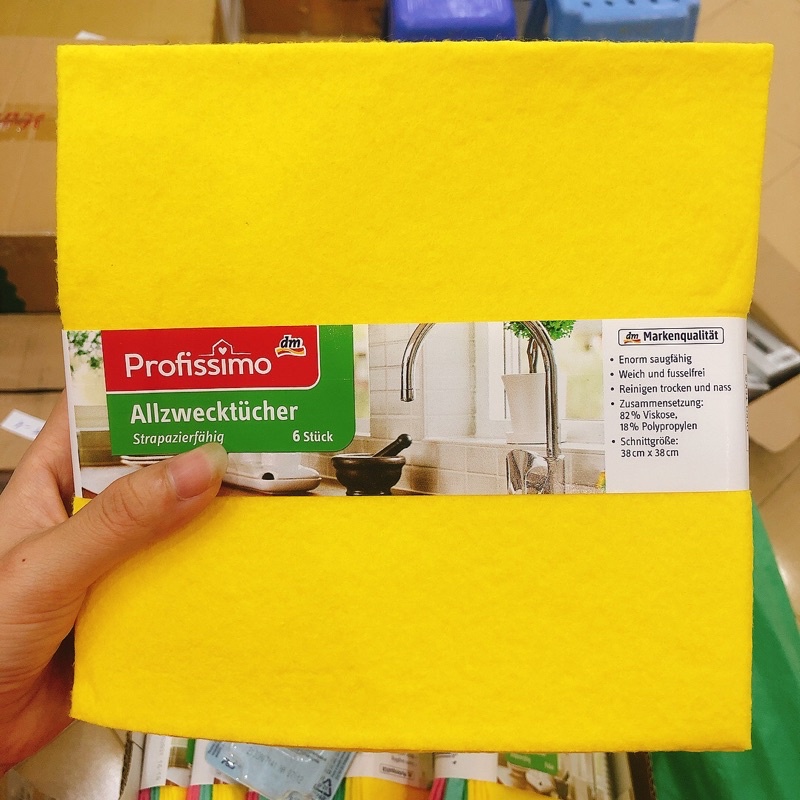 Profissimo
dm
Allzwecktücher
Strapazierfähig
6 Stück
dm Markenqualität
• Enorm saugfähig
• Weich und fusselfrei
• Reinigen trocken und nass
• Zusammensetzung:
82% Viskose,
18% Polypropylen
• Schnittgröße:
38 cm x 38 cm